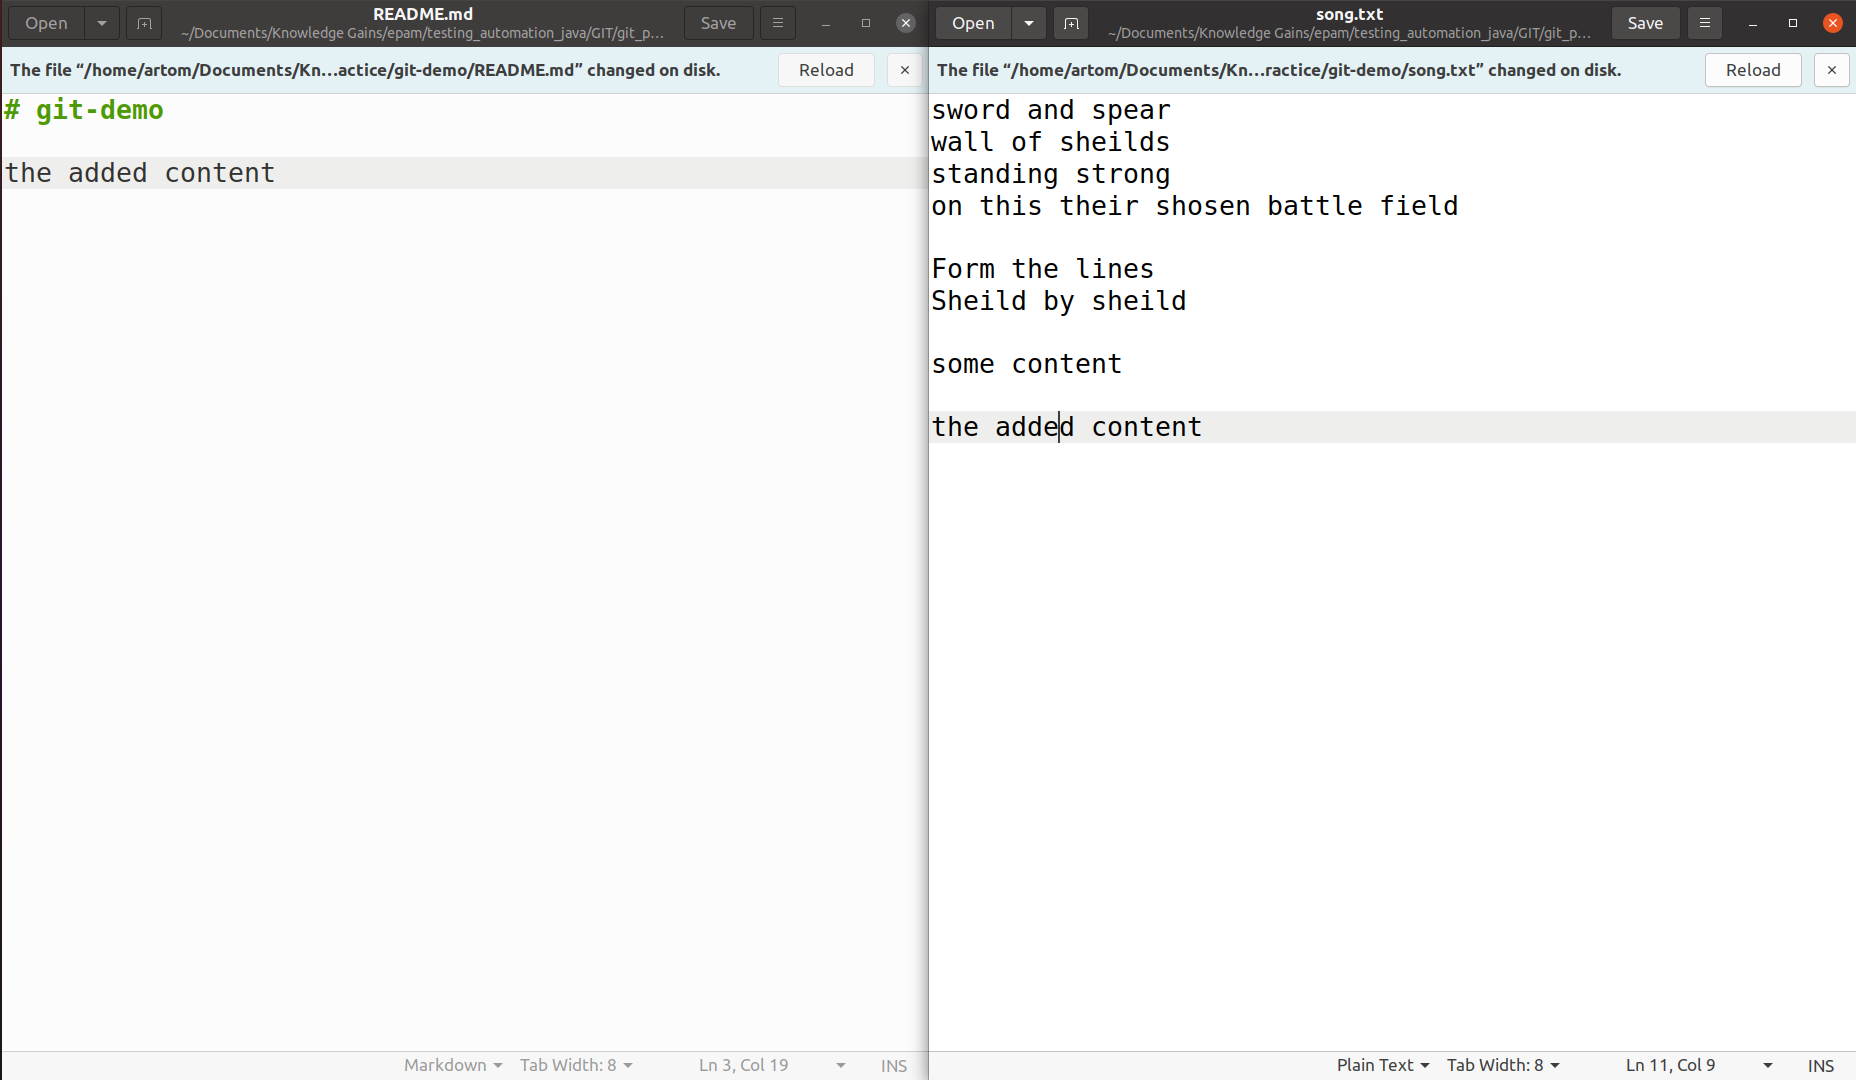 Open
README.md
~/Documents/Knowledge Gains/epam/testing_automation_java/GIT/git_p...
Save
The file “/home/artom/Documents/Kn...actice/git-demo/README.md” changed on disk.
Reload
# git-demo
the added content
Markdown
Tab Width: 8
Ln 3, Col 19
INS
Open
song.txt
~/Documents/Knowledge Gains/epam/testing_automation_java/GIT/git_p...
Save
The file “/home/artom/Documents/Kn...ractice/git-demo/song.txt” changed on disk.
Reload
sword and spear
wall of sheilds
standing strong
on this their shosen battle field
Form the lines
Sheild by sheild
some content
the added content
Plain Text
Tab Width: 8
Ln 11, Col 9
INS